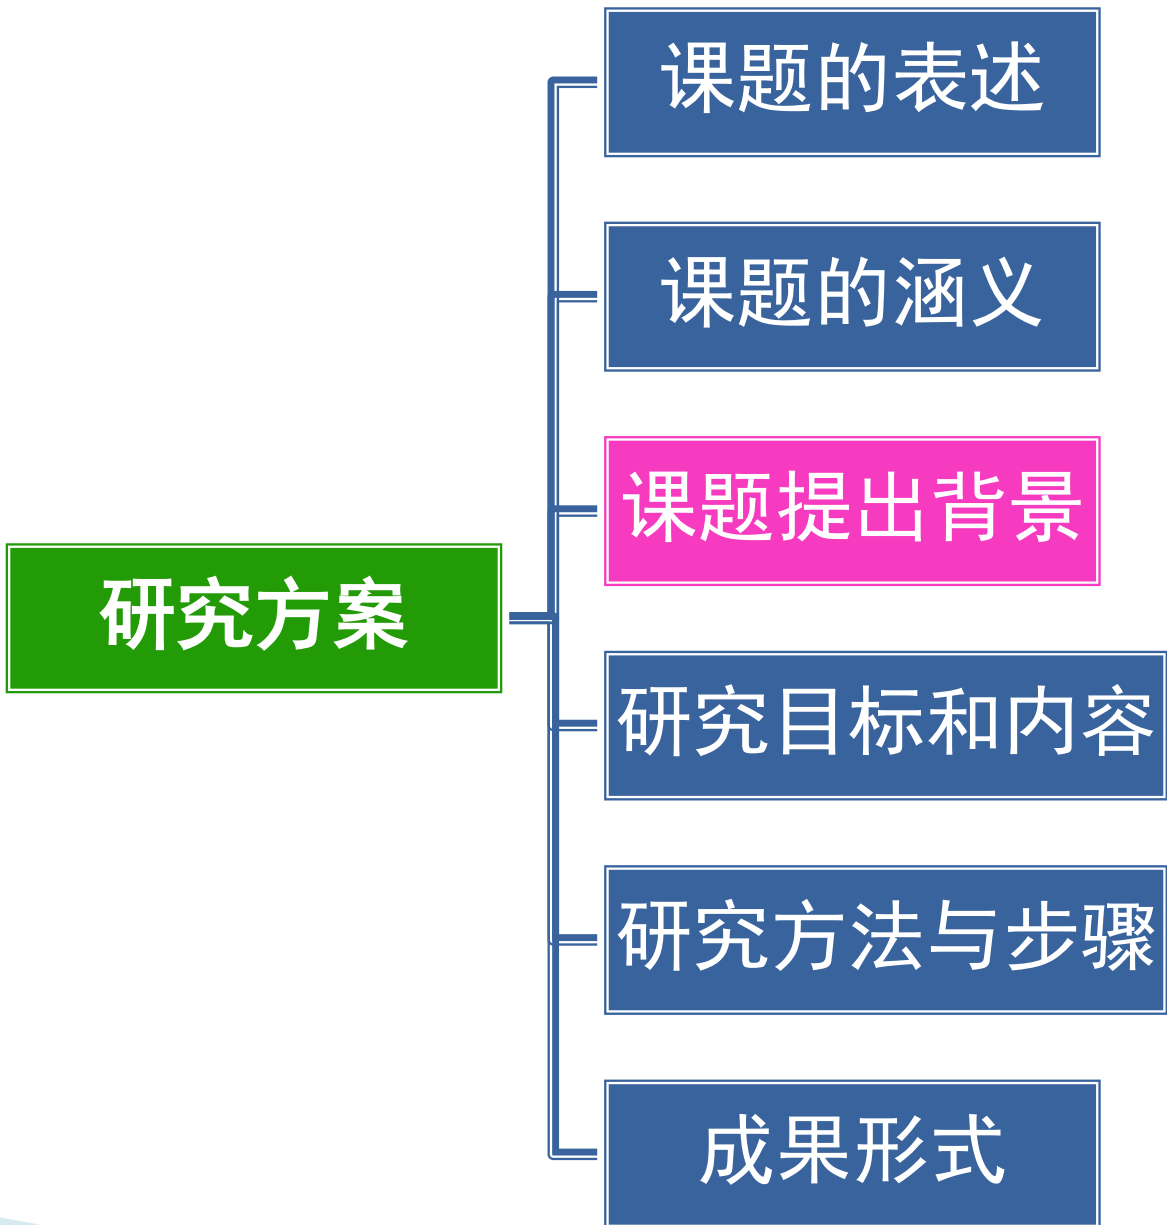 课题的表述
课题的涵义
课题提出背景
研究方案
研究目标和内容
研究方法与步骤
成果形式